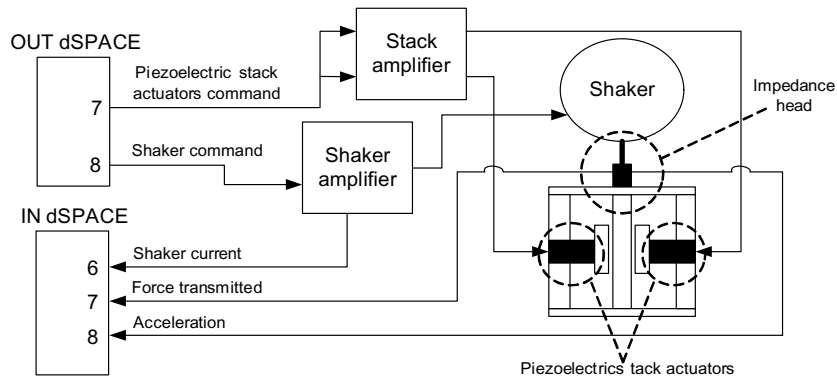 OUT dSPACE
7
8
Piezoelectric stack
actuators command
Shaker command
Stack
amplifier
Shaker
amplifier
Shaker
Impedance
head
IN dSPACE
6
7
8
Shaker current
Force transmitted
Acceleration
Piezoelectrics tack actuators